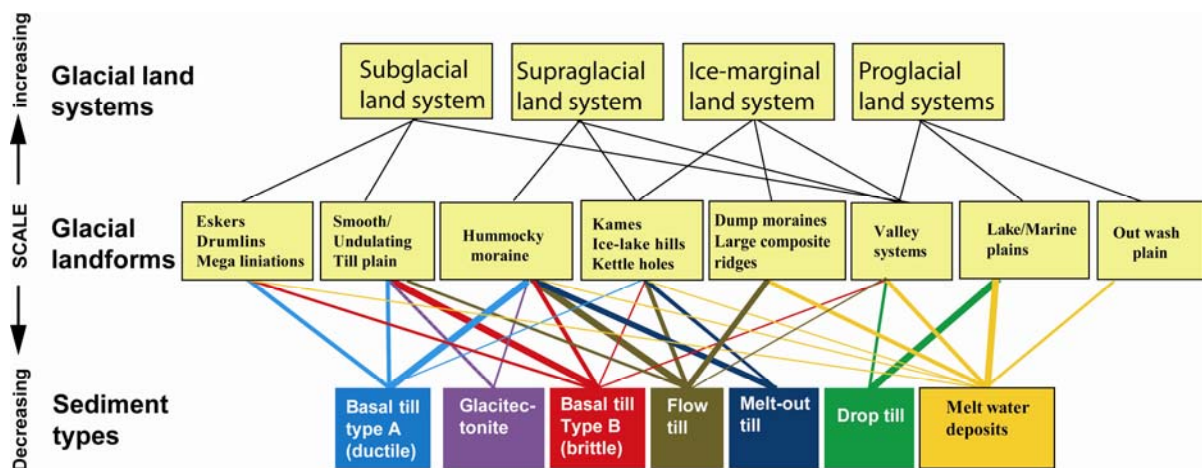 increasing
SCALE
Decreasing
Glacial land
systems
Subglacial
land system
Supraglacial
land system
Ice-marginal
land system
Proglacial
land systems
Glacial
landforms
Eskers
Drumlins
Mega liniations
Smooth/
Undulating
Till plain
Hummocky
moraine
Kames
Ice-lake hills
Kettle holes
Dump moraines
Large composite
ridges
Valley
systems
Lake/Marine
plains
Out wash
plain
Sediment
types
Basal till
type A
(ductile)
Glacitec-
tonite
Basal till
Type B
(brittle)
Flow
till
Melt-out
till
Drop till
Melt water
deposits